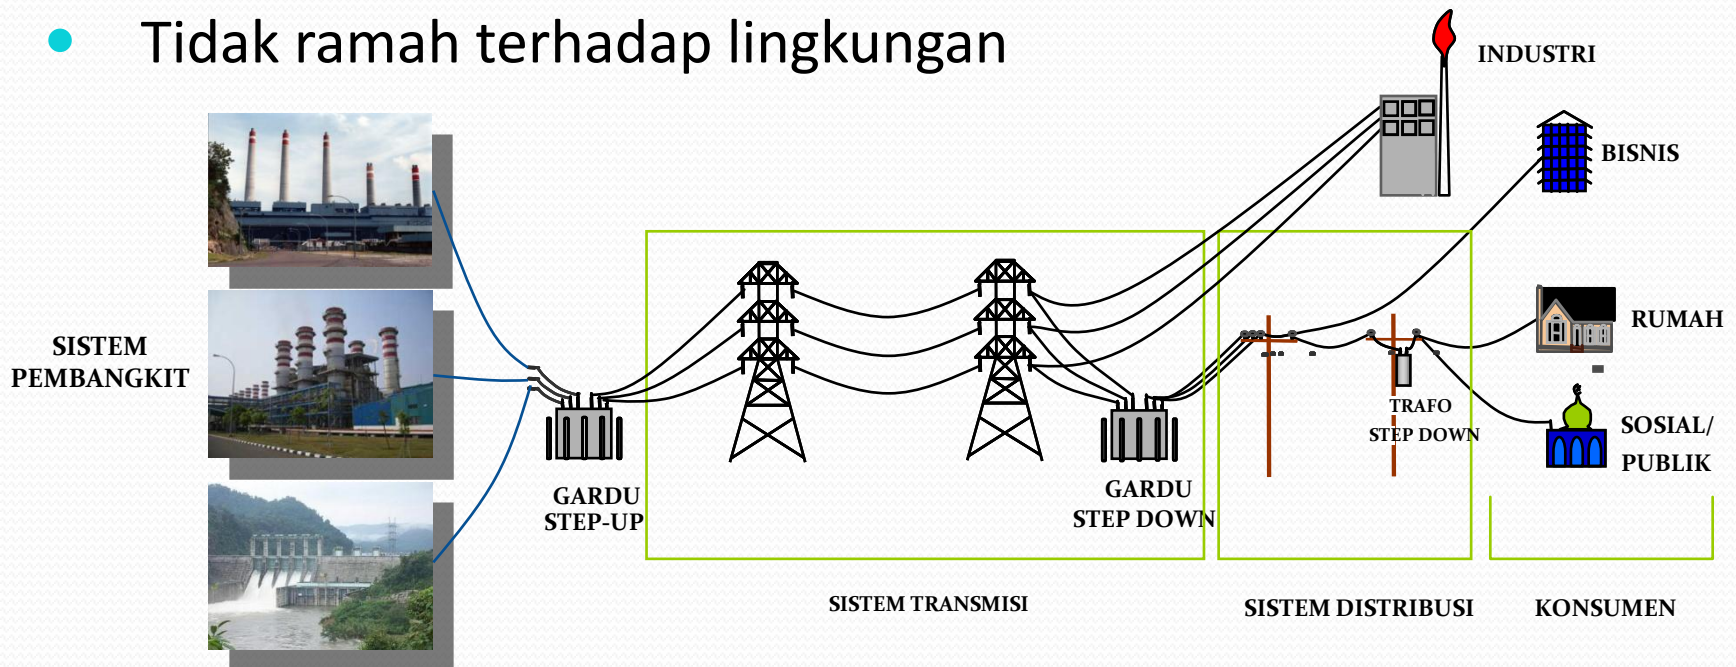 Tidak ramah terhadap lingkungan
INDUSTRI
BISNIS
RUMAH
SISTEM
PEMBANGKIT
TRAFO
STEP DOWN
SOSIAL/
PUBLIK
GARDU
STEP-UP
GARDU
STEP DOWN
SISTEM TRANSMISI
SISTEM DISTRIBUSI
KONSUMEN